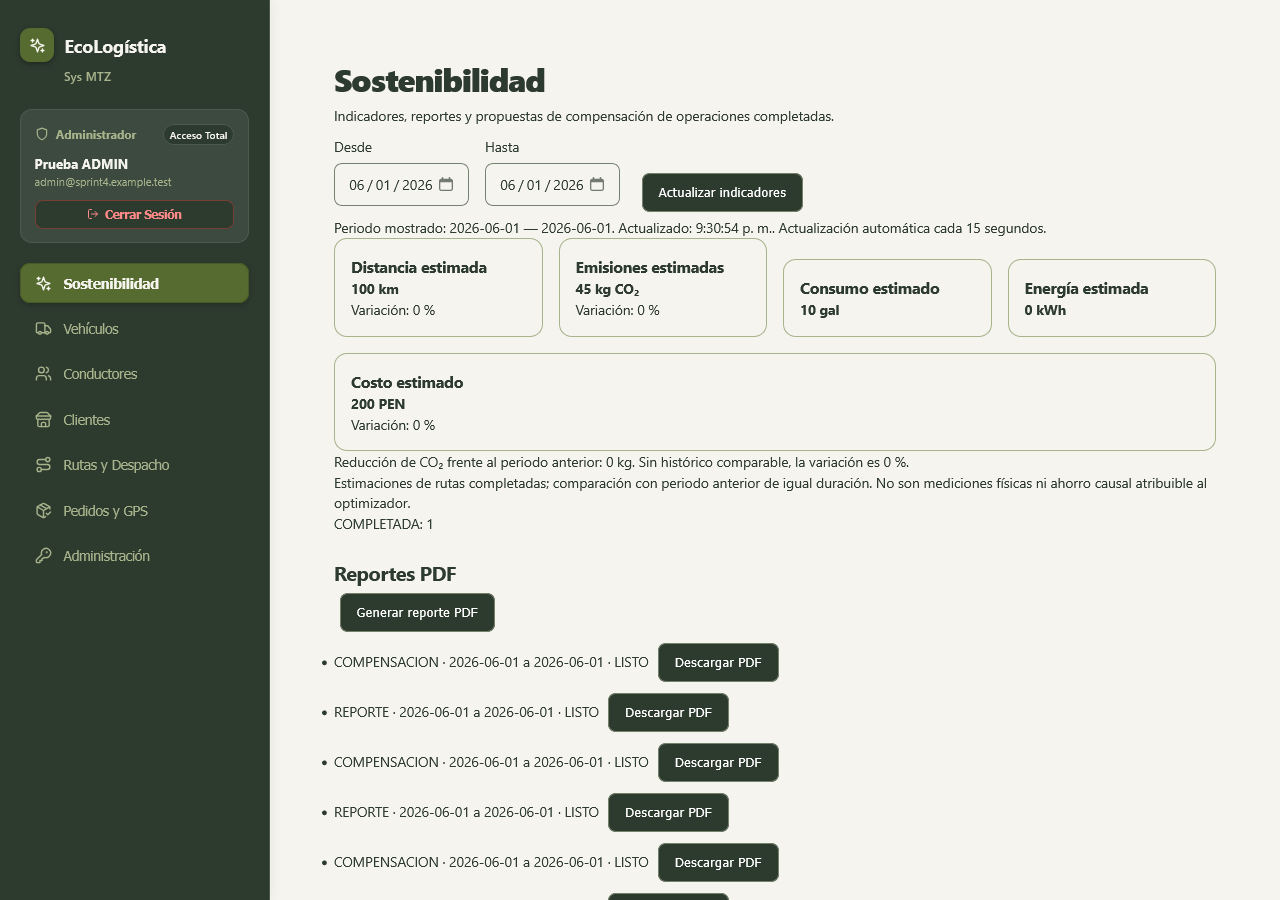 EcoLogística
Sys MTZ
Administrador
Acceso Total
Prueba ADMIN
admin@sprint4.example.test
Cerrar Sesión
Sostenibilidad
Vehículos
Conductores
Clientes
Rutas y Despacho
Pedidos y GPS
Administración
Sostenibilidad
Indicadores, reportes y propuestas de compensación de operaciones completadas.
Desde
Hasta
06/01/2026
06/01/2026
Actualizar indicadores
Periodo mostrado: 2026-06-01 — 2026-06-01. Actualizado: 9:30:54 p. m.. Actualización automática cada 15 segundos.
Distancia estimada
100 km
Variación: 0 %
Emisiones estimadas
45 kg CO₂
Variación: 0 %
Consumo estimado
10 gal
Energía estimada
0 kWh
Costo estimado
200 PEN
Variación: 0 %
Reducción de CO₂ frente al periodo anterior: 0 kg. Sin histórico comparable, la variación es 0 %.
Estimaciones de rutas completadas; comparación con periodo anterior de igual duración. No son mediciones físicas ni ahorro causal atribuible al
optimizador.
COMPLETADA: 1
Reportes PDF
Generar reporte PDF
• COMPENSACION · 2026-06-01 a 2026-06-01 · LISTO Descargar PDF
• REPORTE · 2026-06-01 a 2026-06-01 · LISTO Descargar PDF
• COMPENSACION · 2026-06-01 a 2026-06-01 · LISTO Descargar PDF
• REPORTE · 2026-06-01 a 2026-06-01 · LISTO Descargar PDF
• COMPENSACION · 2026-06-01 a 2026-06-01 · LISTO Descargar PDF